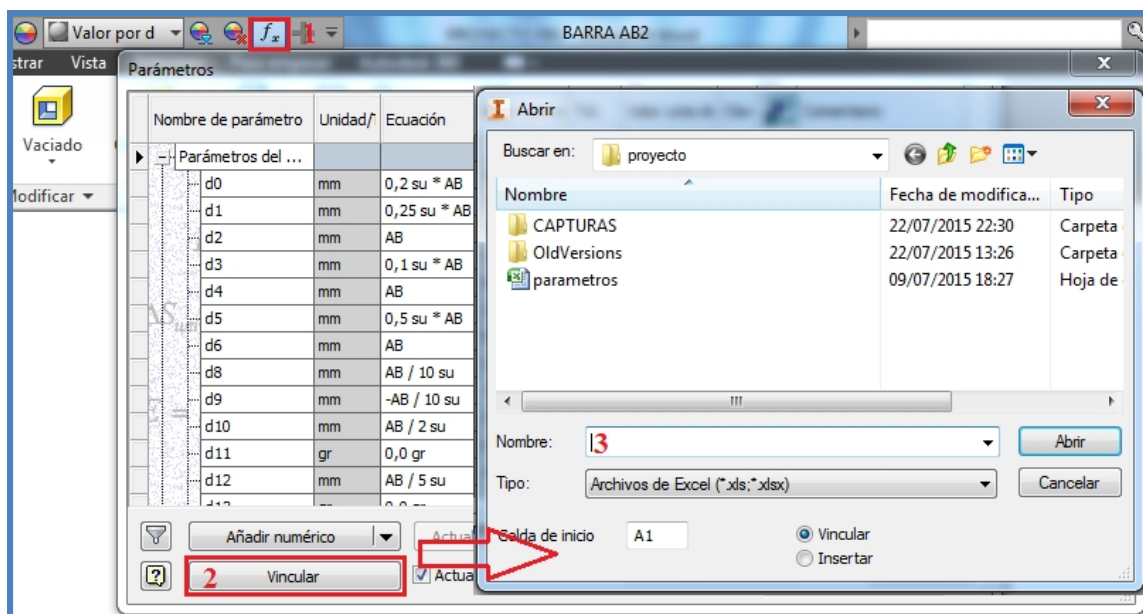 Valor por d fx 1 BARRA AB2
strar Vista
Vaciado
Modificar
Parámetros
Nombre de parámetro Unidad/ Ecuación
Parámetros del ...
d0 mm 0,2 su * AB
d1 mm 0,25 su * AB
d2 mm AB
d3 mm 0,1 su * AB
d4 mm AB
d5 mm 0,5 su * AB
d6 mm AB
d8 mm AB / 10 su
d9 mm -AB / 10 su
d10 mm AB / 2 su
d11 gr 0,0 gr
d12 mm AB / 5 su
Añadir numérico Actual
2 Vincular Actua
Abrir
Buscar en: proyecto
Nombre Fecha de modifica... Tipo
CAPTURAS 22/07/2015 22:30 Carpeta
OldVersions 22/07/2015 13:26 Carpeta
parametros 09/07/2015 18:27 Hoja de
Nombre: 3 Abrir
Tipo: Archivos de Excel (*.xls;*.xlsx) Cancelar
Celda de inicio A1 Vincular
Insertar